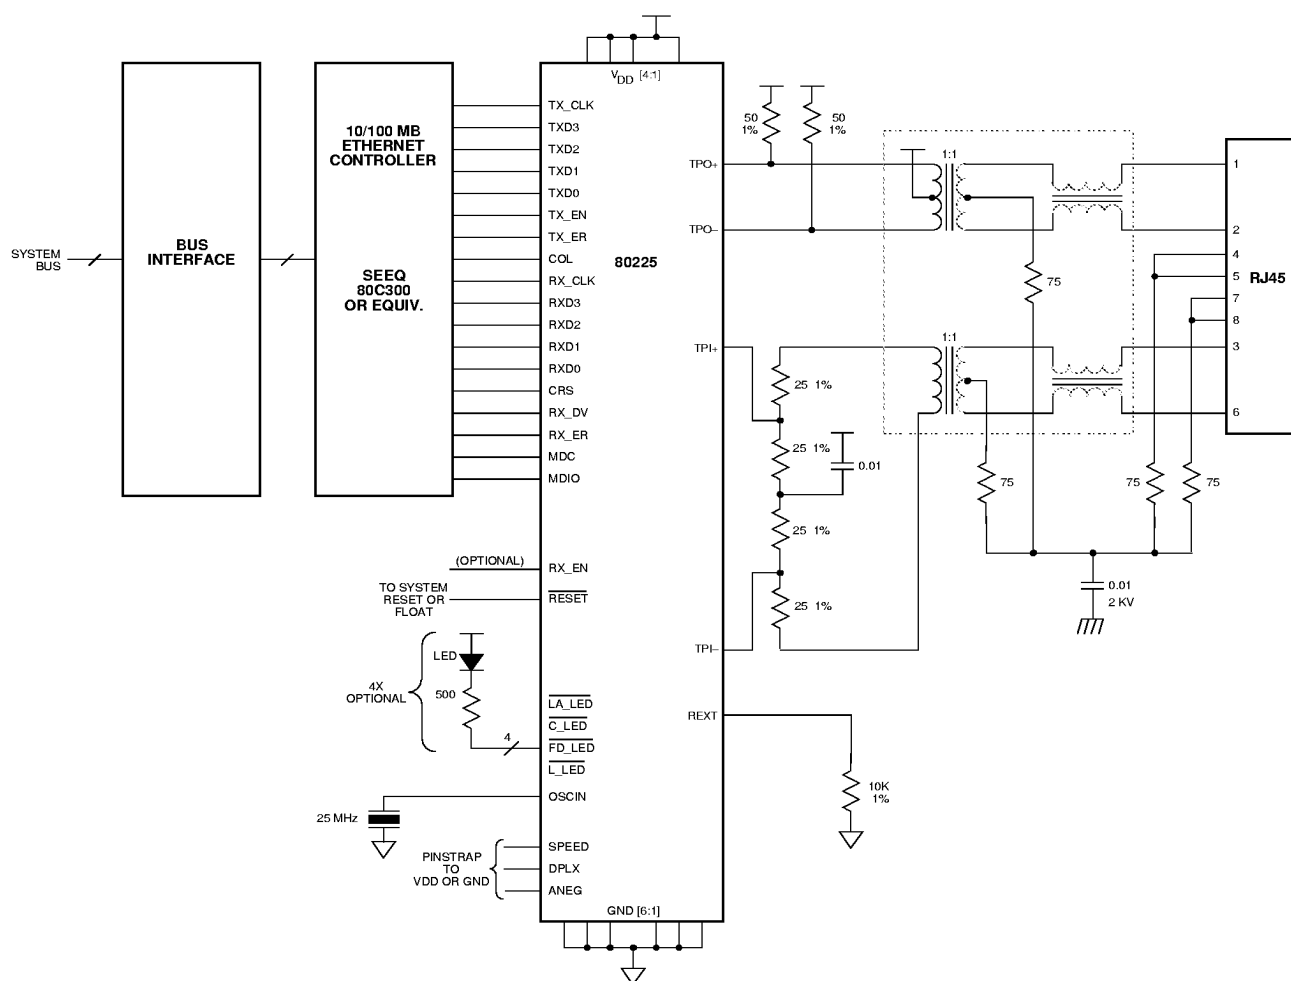 V DD [4:1]
SYSTEM
BUS
BUS
INTERFACE
10/100 MB
ETHERNET
CONTROLLER
SEEQ
80C300
OR EQUIV.
TX_CLK
TXD3
TXD2
TXD1
TXD0
TX_EN
TX_ER
COL
RX_CLK
RXD3
RXD2
RXD1
RXD0
CRS
RX_DV
RX_ER
MDC
MDIO
80225
(OPTIONAL)
RX_EN
TO SYSTEM
RESET OR
FLOAT
RESET
4X
OPTIONAL
LED
500
4
LA_LED
C_LED
FD_LED
L_LED
25 MHz
OSCIN
PINSTRAP
TO
VDD OR GND
SPEED
DPLX
ANEG
GND [6:1]
TPO+
TPO–
TPI+
TPI–
REXT
50
1%
50
1%
1:1
75
1:1
25 1%
25 1%
0.01
25 1%
25 1%
10K
1%
75
75
75
0.01
2 KV
1
2
4
5
7
8
3
6
RJ45